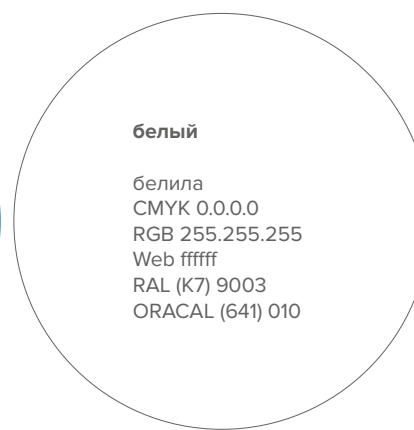 белый
белила
CMYK 0.0.0.0
RGB 255.255.255
Web ffffff
RAL (K7) 9003
ORACAL (641) 010